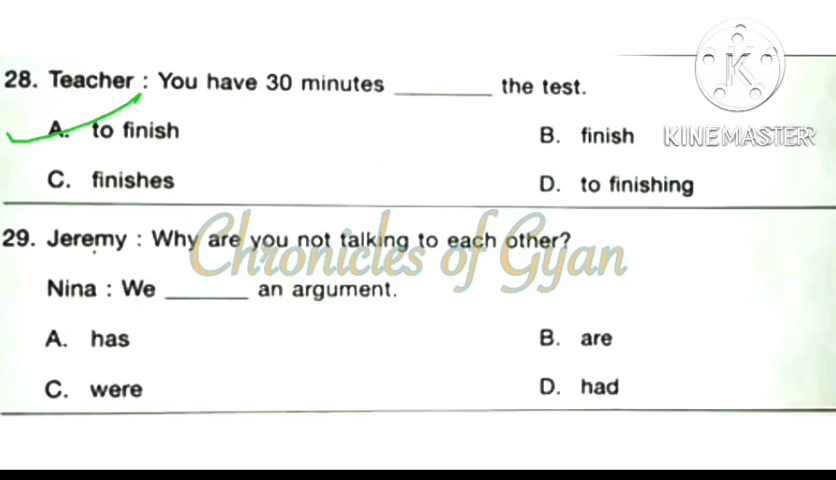 28. Teacher : You have 30 minutes ________ the test.
A. to finish
B. finish
C. finishes
D. to finishing
29. Jeremy : Why are you not talking to each other?
Nina : We _______ an argument.
A. has
B. are
C. were
D. had
K
KINEMASTER
Chronicles of Gyan